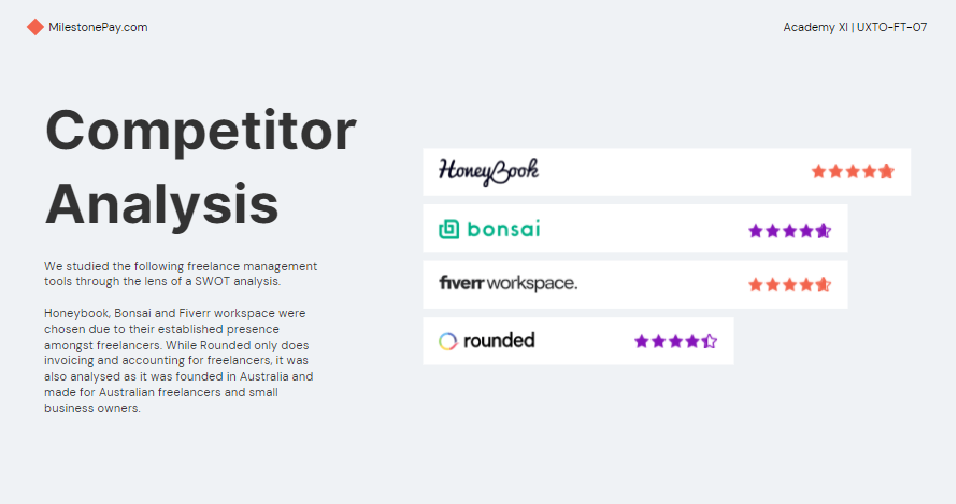 MilestonePay.com
Academy XI | UXTO-FT-07
Competitor
Analysis
We studied the following freelance management
tools through the lens of a SWOT analysis.
Honeybook, Bonsai and Fiverr workspace were
chosen due to their established presence
amongst freelancers. While Rounded only does
invoicing and accounting for freelancers, it was
also analysed as it was founded in Australia and
made for Australian freelancers and small
business owners.
HoneyBook
bonsai
fiverr workspace.
rounded